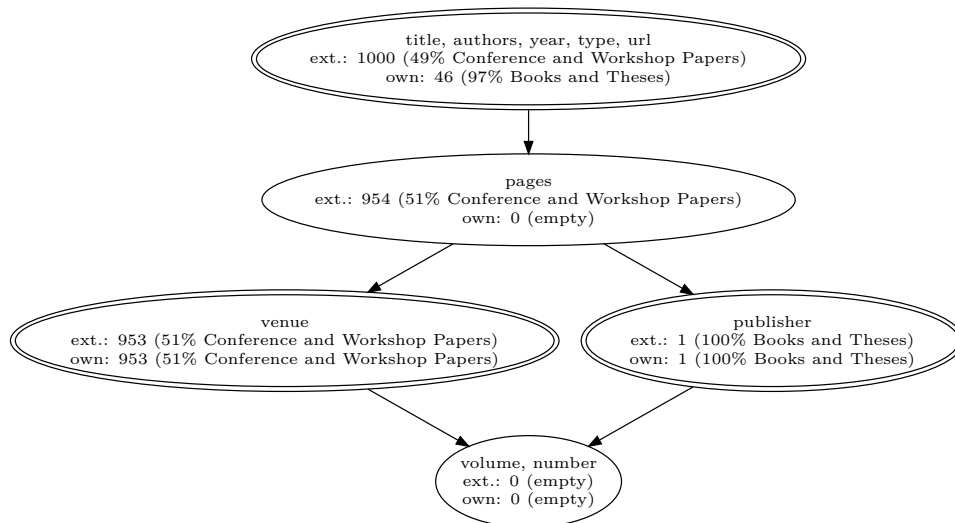 title, authors, year, type, url
ext.: 1000 (49% Conference and Workshop Papers)
own: 46 (97% Books and Theses)
pages
ext.: 954 (51% Conference and Workshop Papers)
own: 0 (empty)
venue
ext.: 953 (51% Conference and Workshop Papers)
own: 953 (51% Conference and Workshop Papers)
publisher
ext.: 1 (100% Books and Theses)
own: 1 (100% Books and Theses)
volume, number
ext.: 0 (empty)
own: 0 (empty)